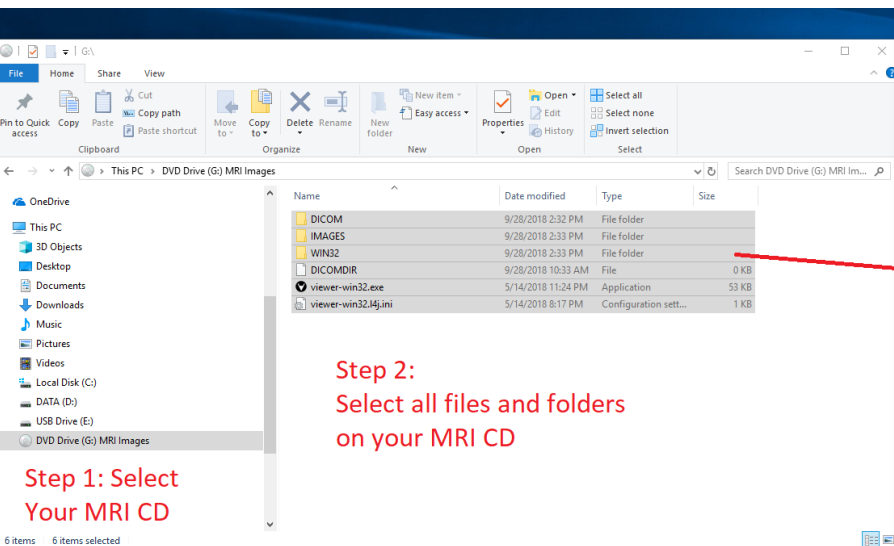 G:\
File Home Share View
Pin to Quick access
Copy
Paste
Cut
Copy path
Paste shortcut
Move to
Copy to
Delete
Rename
New folder
New item
Easy access
Properties
Open
Edit
History
Select all
Select none
Invert selection
Clipboard Organize New Open Select
This PC > DVD Drive (G:) MRI Images
Search DVD Drive (G:) MRI Im...
OneDrive
This PC
3D Objects
Desktop
Documents
Downloads
Music
Pictures
Videos
Local Disk (C:)
DATA (D:)
USB Drive (E:)
DVD Drive (G:) MRI Images
Name Date modified Type Size
DICOM 9/28/2018 2:32 PM File folder
IMAGES 9/28/2018 2:33 PM File folder
WIN32 9/28/2018 2:33 PM File folder
DICOMDIR 9/28/2018 10:33 AM File 0 KB
viewer-win32.exe 5/14/2018 11:24 PM Application 53 KB
viewer-win32.l4j.ini 5/14/2018 8:17 PM Configuration sett... 1 KB
Step 2:
Select all files and folders
on your MRI CD
Step 1: Select
Your MRI CD
6 items 6 items selected